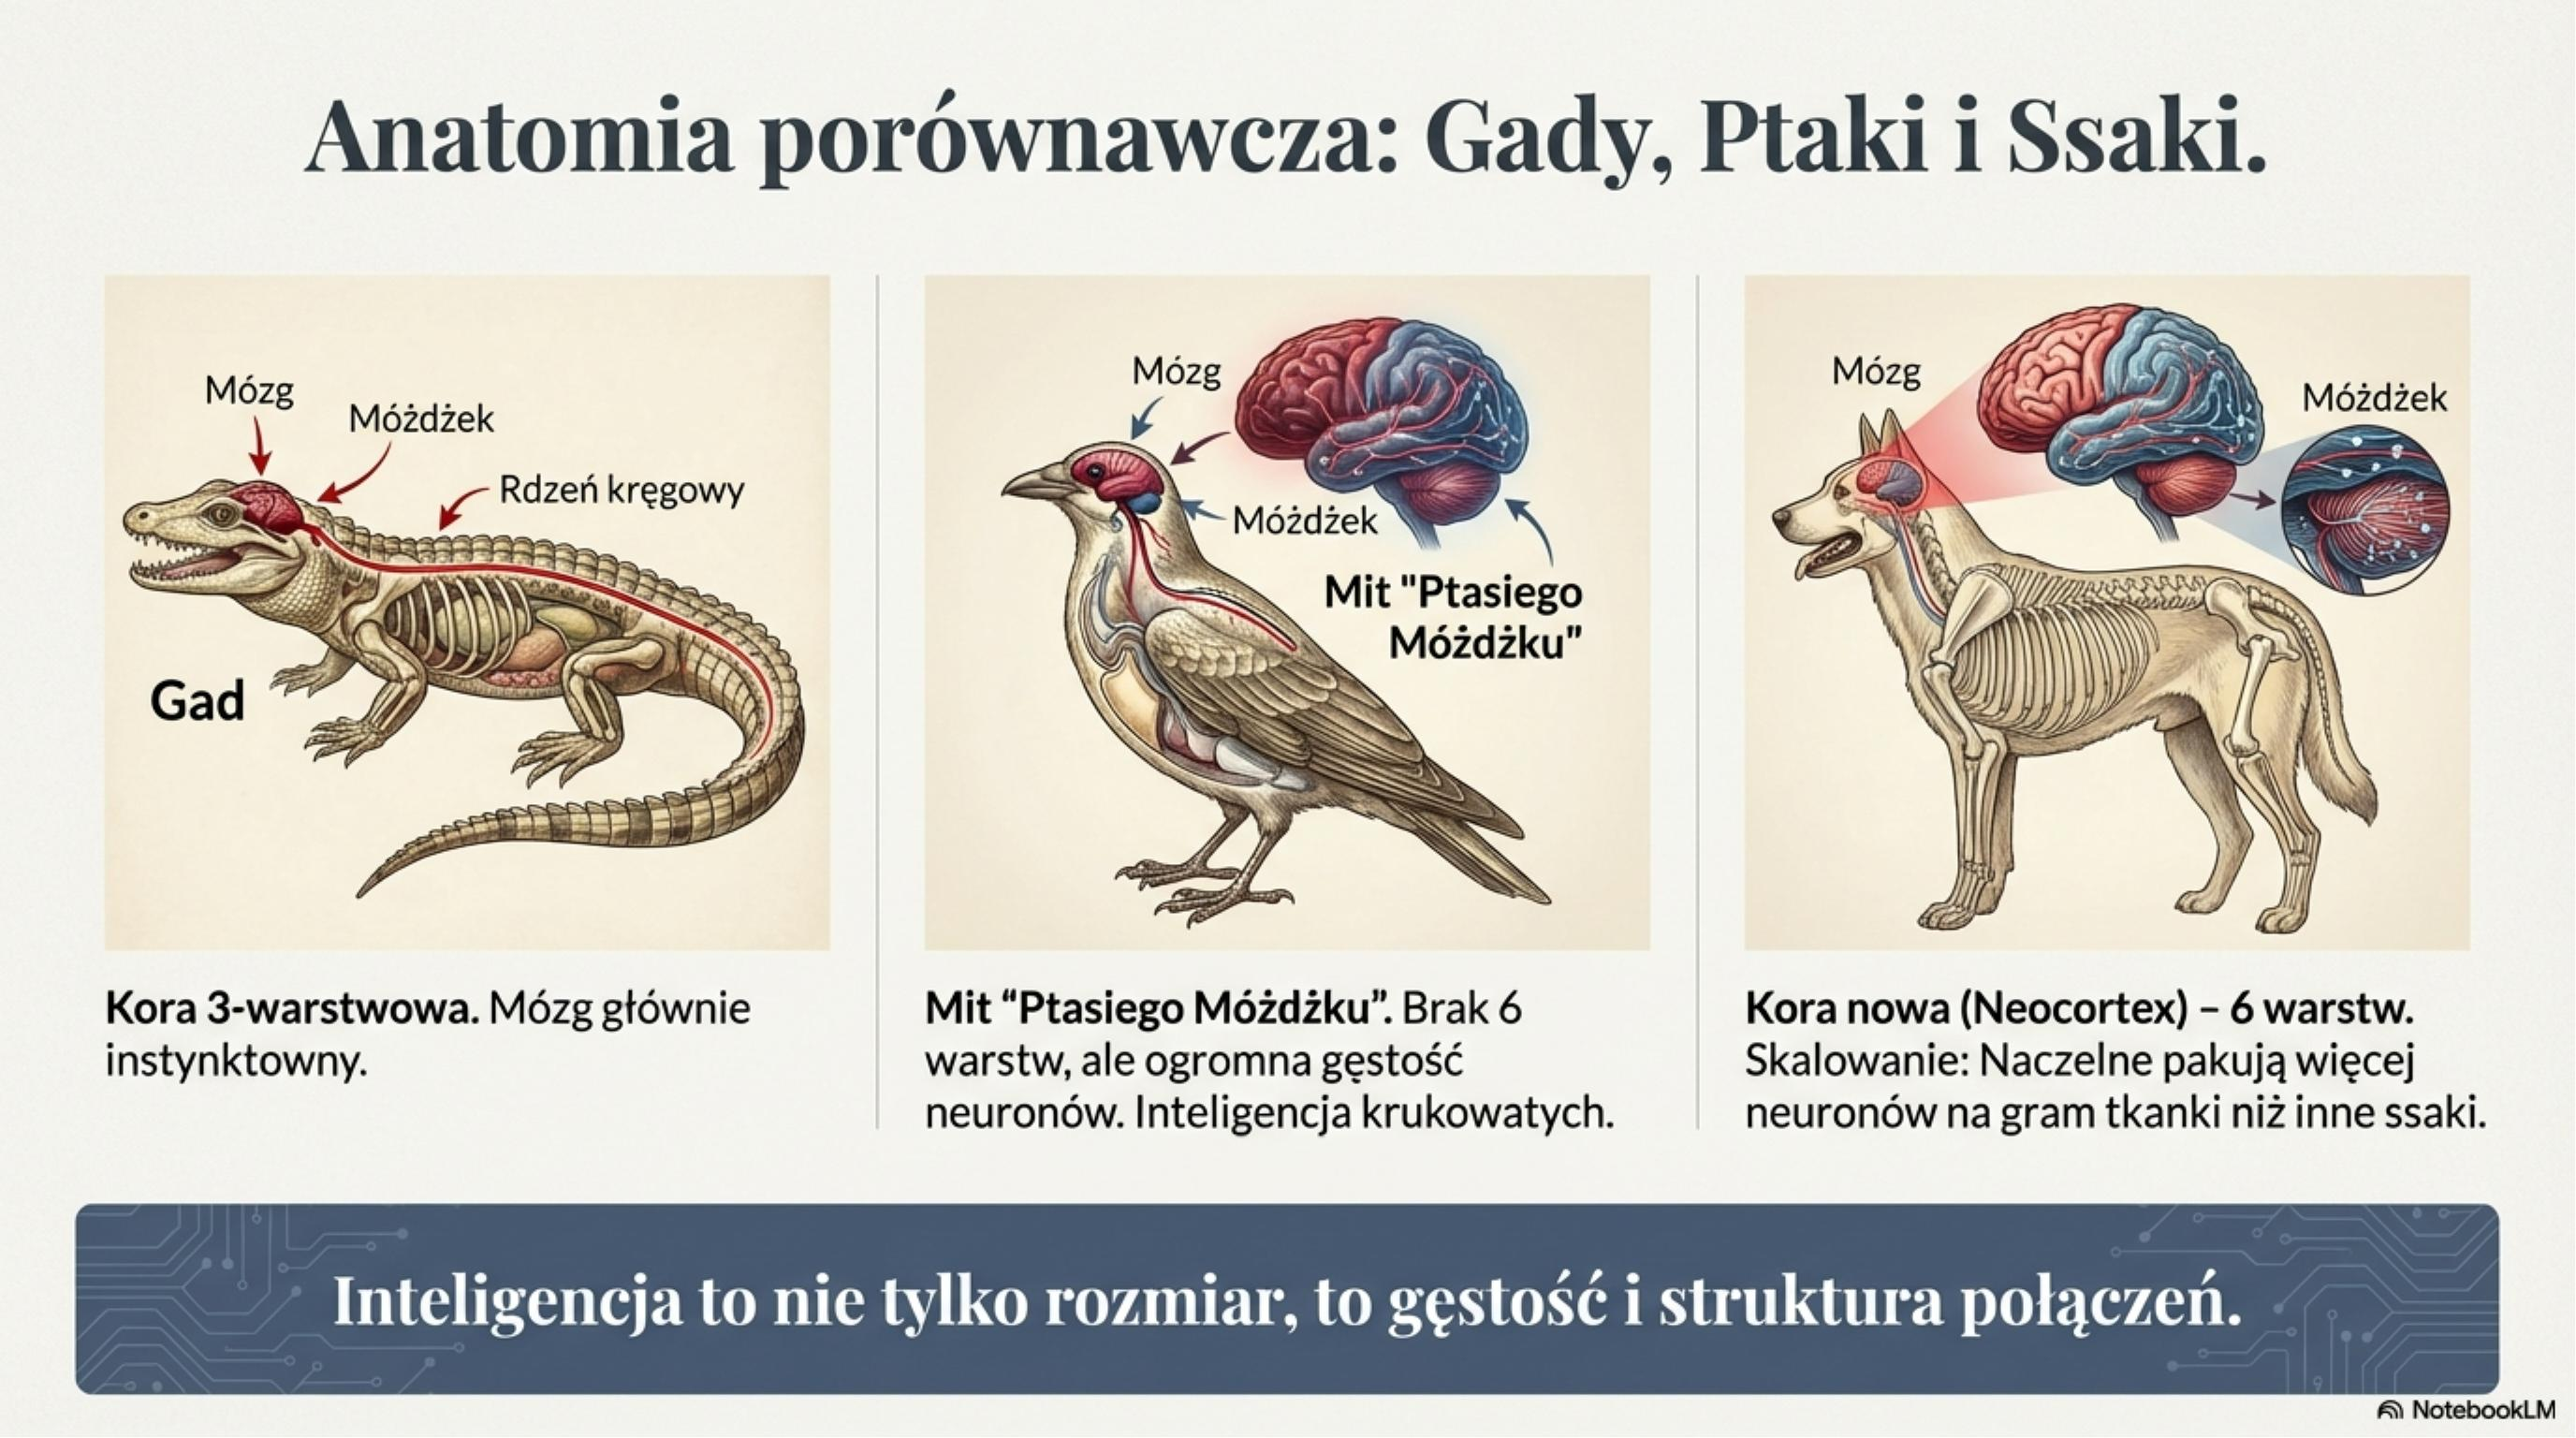 Anatomia porównawcza: Gady, Ptaki i Ssaki.
Mózg
Móżdżek
Rdzeń kręgowy
Gad
Kora 3-warstwowa. Mózg głównie
instynktowny.
Mózg
Móżdżek
Mit "Ptasiego
Móżdżku"
Mit “Ptasiego Móżdżku”. Brak 6
warstw, ale ogromna gęstość
neuronów. Inteligencja krukowatych.
Mózg
Móżdżek
Kora nowa (Neocortex) – 6 warstw.
Skalowanie: Naczelne pakują więcej
neuronów na gram tkanki niż inne ssaki.
Inteligencja to nie tylko rozmiar, to gęstość i struktura połączeń.
NotebookLM